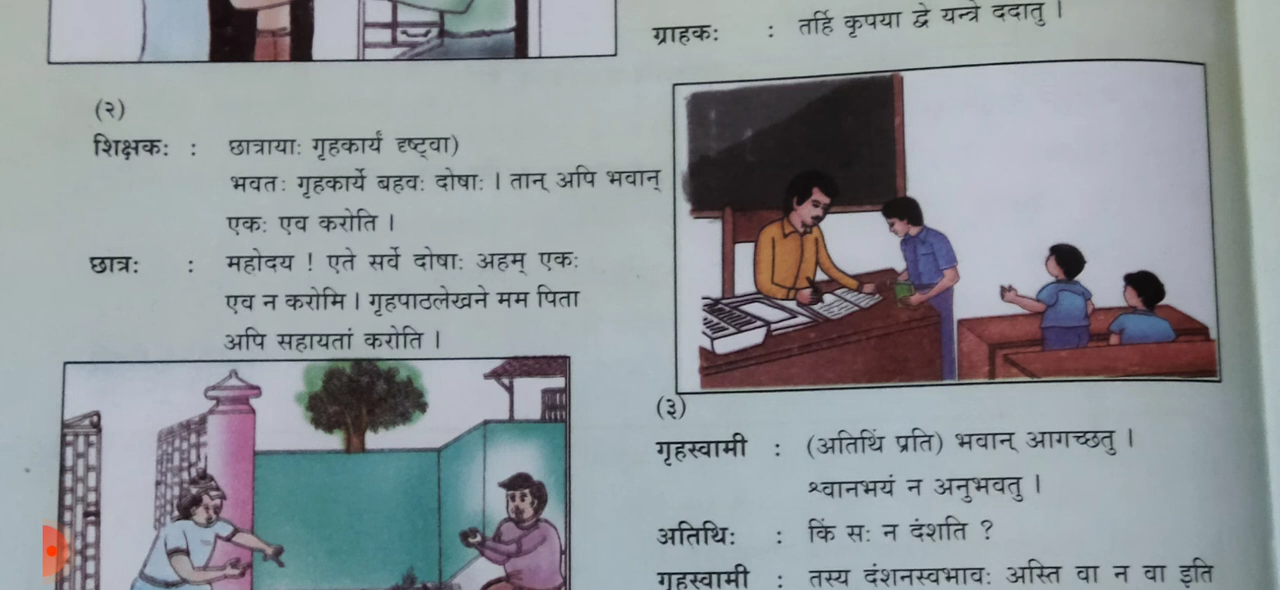 ग्राहकः : तर्हि कृपया द्वे यन्त्रे ददातु ।
(२)
शिक्षकः : छात्रायाः गृहकार्यं दृष्ट्वा)
भवतः गृहकार्ये बहवः दोषाः । तान् अपि भवान्
एकः एव करोति ।
छात्रः : महोदय ! एते सर्वे दोषाः अहम् एकः
एव न करोमि । गृहपाठलेखने मम पिता
अपि सहायतां करोति ।
(३)
गृहस्वामी : (अतिथिं प्रति) भवान् आगच्छतु ।
श्वानभयं न अनुभवतु ।
अतिथिः : किं सः न दंशति ?
गृहस्वामी : तस्य दंशनस्वभावः अस्ति वा न वा इति